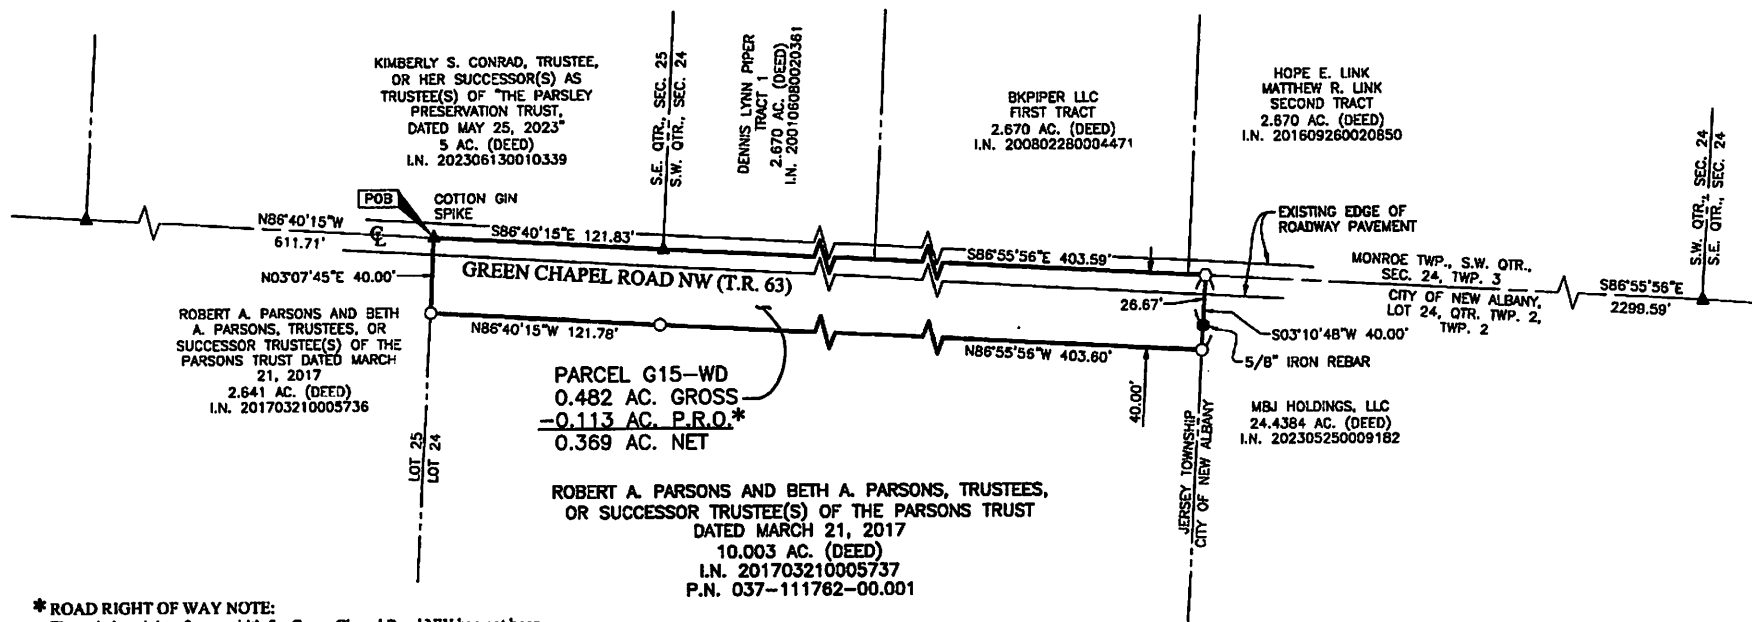 KIMBERLY S. CONRAD, TRUSTEE,
OR HER SUCCESSOR(S) AS
TRUSTEE(S) OF "THE PARSLEY
PRESERVATION TRUST,
DATED MAY 25, 2023"
5 AC. (DEED)
I.N. 202306130010339
S.E. QTR., SEC. 25
S.W. QTR., SEC. 24
DENNIS LYNN PIPER
TRACT 1
2.670 AC. (DEED)
I.N. 200106080020361
BKPIPER LLC
FIRST TRACT
2.670 AC. (DEED)
I.N. 200802280004471
HOPE E. LINK
MATTHEW R. LINK
SECOND TRACT
2.670 AC. (DEED)
I.N. 201609260020850
S.W. QTR., SEC. 24
S.E. QTR., SEC. 24
POB
COTTON GIN
SPIKE
N86°40'15"W
611.71'
℄
S86°40'15"E 121.83'
S86°55'56"E 403.59'
EXISTING EDGE OF
ROADWAY PAVEMENT
MONROE TWP., S.W. QTR.,
SEC. 24, TWP. 3
CITY OF NEW ALBANY,
LOT 24, QTR. TWP. 2,
TWP. 2
S86°55'56"E
2299.59'
N03°07'45"E 40.00'
GREEN CHAPEL ROAD NW (T.R. 63)
26.67'
S03°10'48"W 40.00'
5/8" IRON REBAR
ROBERT A. PARSONS AND BETH
A. PARSONS, TRUSTEES, OR
SUCCESSOR TRUSTEE(S) OF THE
PARSONS TRUST DATED MARCH
21, 2017
2.641 AC. (DEED)
I.N. 201703210005736
N86°40'15"W 121.78'
N86°55'56"W 403.60'
40.00'
PARCEL G15-WD
0.482 AC. GROSS
-0.113 AC. P.R.O.*
0.369 AC. NET
MBJ HOLDINGS, LLC
24.4384 AC. (DEED)
I.N. 202305250009182
LOT 25
LOT 24
JERSEY TOWNSHIP
CITY OF NEW ALBANY
ROBERT A. PARSONS AND BETH A. PARSONS, TRUSTEES,
OR SUCCESSOR TRUSTEE(S) OF THE PARSONS TRUST
DATED MARCH 21, 2017
10.003 AC. (DEED)
I.N. 201703210005737
P.N. 037-111762-00.001
* ROAD RIGHT OF WAY NOTE: